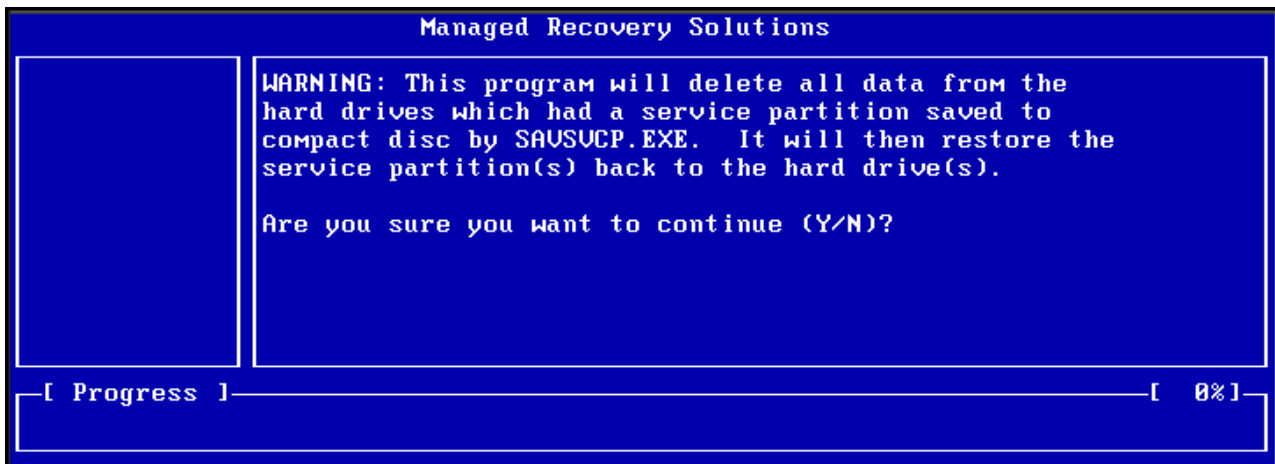 Managed Recovery Solutions
WARNING: This program will delete all data from the
hard drives which had a service partition saved to
compact disc by SAVSVCP.EXE.  It will then restore the
service partition(s) back to the hard drive(s).
Are you sure you want to continue (Y/N)?
[ Progress ] [  0%]